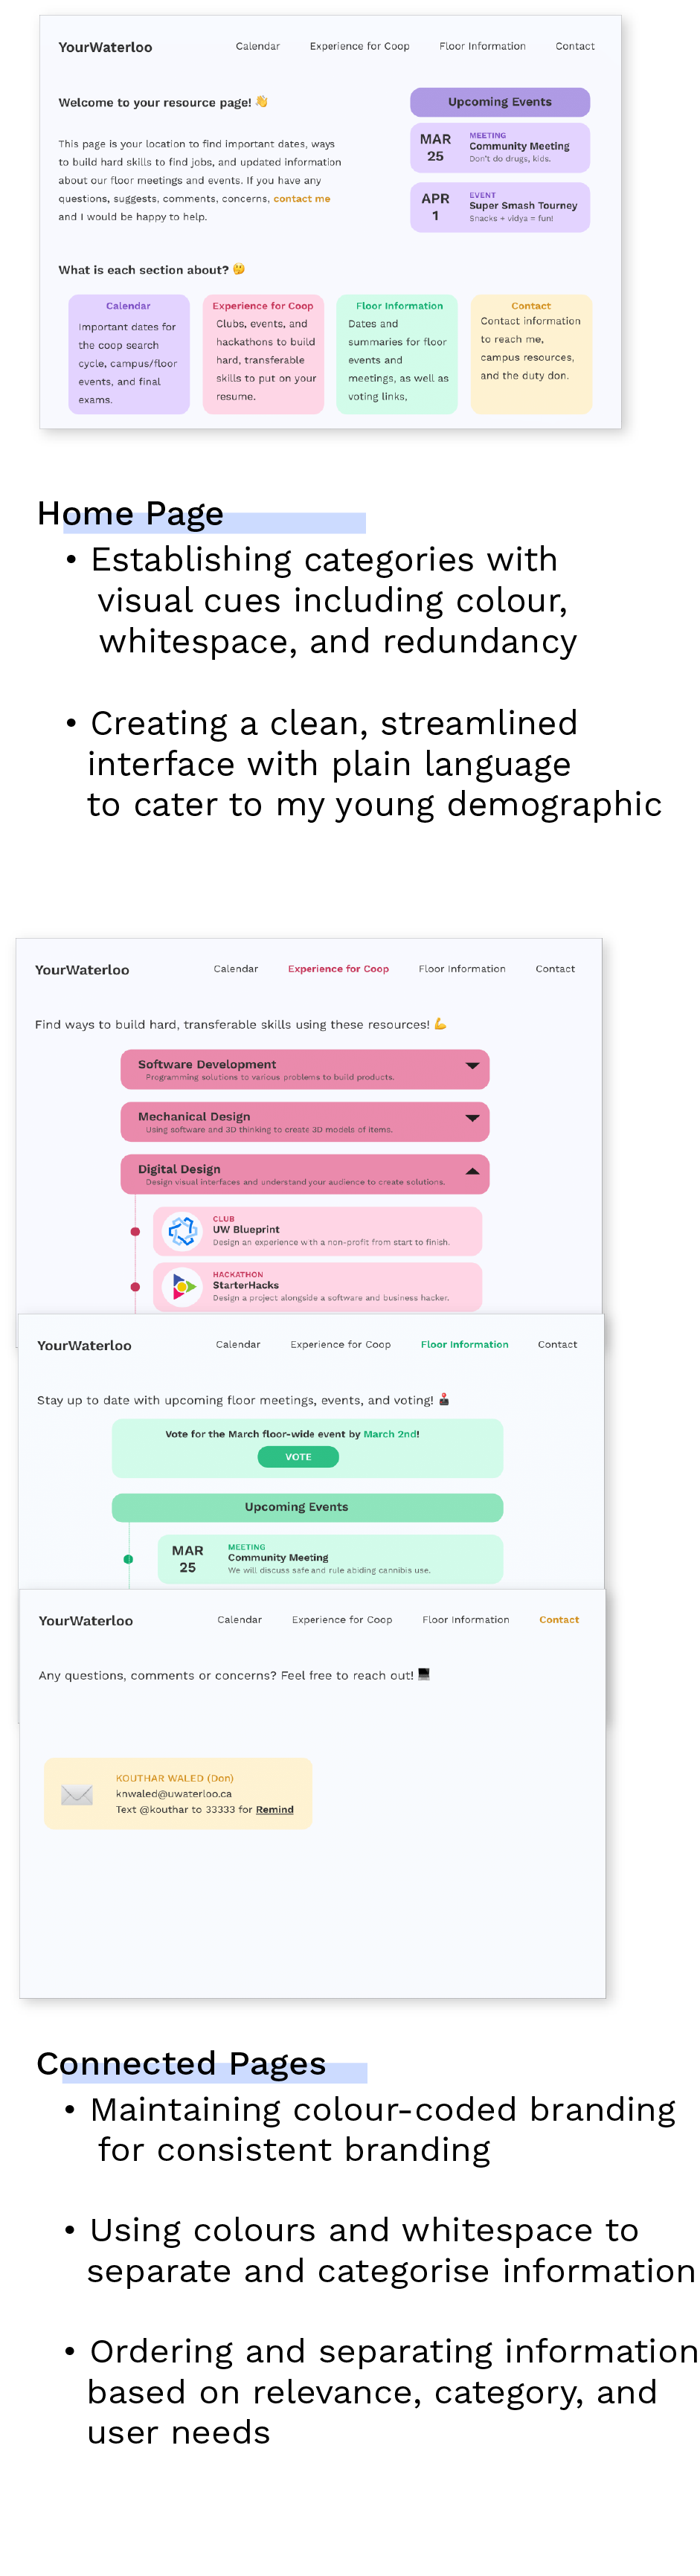 YourWaterloo
Calendar Experience for Coop Floor Information Contact
Welcome to your resource page! 👋
This page is your location to find important dates, ways
to build hard skills to find jobs, and updated information
about our floor meetings and events. If you have any
questions, suggests, comments, concerns, contact me
and I would be happy to help.
Upcoming Events
MAR
25
MEETING
Community Meeting
Don't do drugs, kids.
APR
1
EVENT
Super Smash Tourney
Snacks + vidya = fun!
What is each section about? 🤔
Calendar
Important dates for
the coop search
cycle, campus/floor
events, and final
exams.
Experience for Coop
Clubs, events, and
hackathons to build
hard, transferable
skills to put on your
resume.
Floor Information
Dates and
summaries for floor
events and
meetings, as well as
voting links,
Contact
Contact information
to reach me,
campus resources,
and the duty don.
Home Page
• Establishing categories with
visual cues including colour,
whitespace, and redundancy
• Creating a clean, streamlined
interface with plain language
to cater to my young demographic
YourWaterloo
Calendar Experience for Coop Floor Information Contact
Find ways to build hard, transferable skills using these resources! 💪
Software Development
Programming solutions to various problems to build products.
Mechanical Design
Using software and 3D thinking to create 3D models of items.
Digital Design
Design visual interfaces and understand your audience to create solutions.
CLUB
UW Blueprint
Design an experience with a non-profit from start to finish.
HACKATHON
StarterHacks
Design a project alongside a software and business hacker.
YourWaterloo
Calendar Experience for Coop Floor Information Contact
Stay up to date with upcoming floor meetings, events, and voting! 🕹️
Vote for the March floor-wide event by March 2nd!
VOTE
Upcoming Events
MAR
25
MEETING
Community Meeting
We will discuss safe and rule abiding cannibis use.
YourWaterloo
Calendar Experience for Coop Floor Information Contact
Any questions, comments or concerns? Feel free to reach out! 💻
KOUTHAR WALED (Don)
knwaled@uwaterloo.ca
Text @kouthar to 33333 for Remind
Connected Pages
• Maintaining colour-coded branding
for consistent branding
• Using colours and whitespace to
separate and categorise information
• Ordering and separating information
based on relevance, category, and
user needs